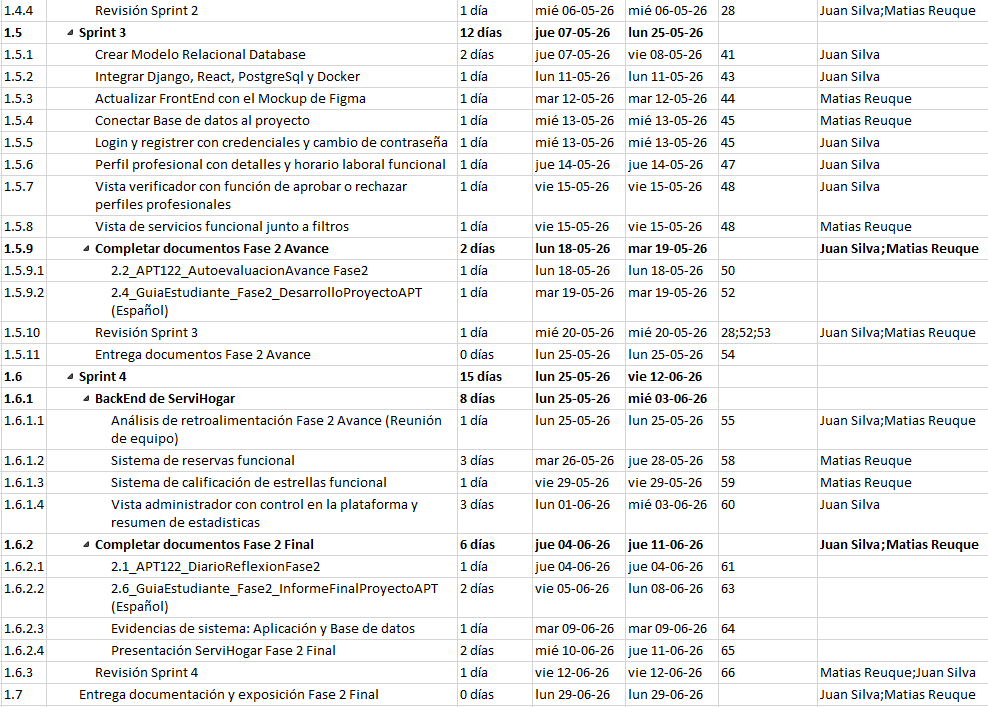 1.4.4 Revisión Sprint 2 1 día mié 06-05-26 mié 06-05-26 28 Juan Silva;Matias Reuque
1.5 Sprint 3 12 días jue 07-05-26 lun 25-05-26
1.5.1 Crear Modelo Relacional Database 2 días jue 07-05-26 vie 08-05-26 41 Juan Silva
1.5.2 Integrar Django, React, PostgreSql y Docker 1 día lun 11-05-26 lun 11-05-26 43 Juan Silva
1.5.3 Actualizar FrontEnd con el Mockup de Figma 1 día mar 12-05-26 mar 12-05-26 44 Matias Reuque
1.5.4 Conectar Base de datos al proyecto 1 día mié 13-05-26 mié 13-05-26 45 Matias Reuque
1.5.5 Login y registrer con credenciales y cambio de contraseña 1 día mié 13-05-26 mié 13-05-26 45 Juan Silva
1.5.6 Perfil profesional con detalles y horario laboral funcional 1 día jue 14-05-26 jue 14-05-26 47 Juan Silva
1.5.7 Vista verificador con función de aprobar o rechazar 1 día vie 15-05-26 vie 15-05-26 48 Juan Silva
perfiles profesionales
1.5.8 Vista de servicios funcional junto a filtros 1 día vie 15-05-26 vie 15-05-26 48 Matias Reuque
1.5.9 Completar documentos Fase 2 Avance 2 días lun 18-05-26 mar 19-05-26 Juan Silva;Matias Reuque
1.5.9.1 2.2_APT122_AutoevaluacionAvance Fase2 1 día lun 18-05-26 lun 18-05-26 50
1.5.9.2 2.4_GuiaEstudiante_Fase2_DesarrolloProyectoAPT 1 día mar 19-05-26 mar 19-05-26 52
(Español)
1.5.10 Revisión Sprint 3 1 día mié 20-05-26 mié 20-05-26 28;52;53 Juan Silva;Matias Reuque
1.5.11 Entrega documentos Fase 2 Avance 0 días lun 25-05-26 lun 25-05-26 54
1.6 Sprint 4 15 días lun 25-05-26 vie 12-06-26
1.6.1 BackEnd de ServiHogar 8 días lun 25-05-26 mié 03-06-26
1.6.1.1 Análisis de retroalimentación Fase 2 Avance (Reunión 1 día lun 25-05-26 lun 25-05-26 55 Juan Silva;Matias Reuque
de equipo)
1.6.1.2 Sistema de reservas funcional 3 días mar 26-05-26 jue 28-05-26 58 Matias Reuque
1.6.1.3 Sistema de calificación de estrellas funcional 1 día vie 29-05-26 vie 29-05-26 59 Matias Reuque
1.6.1.4 Vista administrador con control en la plataforma y 3 días lun 01-06-26 mié 03-06-26 60 Juan Silva
resumen de estadisticas
1.6.2 Completar documentos Fase 2 Final 6 días jue 04-06-26 jue 11-06-26 Juan Silva;Matias Reuque
1.6.2.1 2.1_APT122_DiarioReflexionFase2 1 día jue 04-06-26 jue 04-06-26 61
1.6.2.2 2.6_GuiaEstudiante_Fase2_InformeFinalProyectoAPT 2 días vie 05-06-26 lun 08-06-26 63
(Español)
1.6.2.3 Evidencias de sistema: Aplicación y Base de datos 1 día mar 09-06-26 mar 09-06-26 64
1.6.2.4 Presentación ServiHogar Fase 2 Final 2 días mié 10-06-26 jue 11-06-26 65
1.6.3 Revisión Sprint 4 1 día vie 12-06-26 vie 12-06-26 66 Matias Reuque;Juan Silva
1.7 Entrega documentación y exposición Fase 2 Final 0 días lun 29-06-26 lun 29-06-26 Juan Silva;Matias Reuque